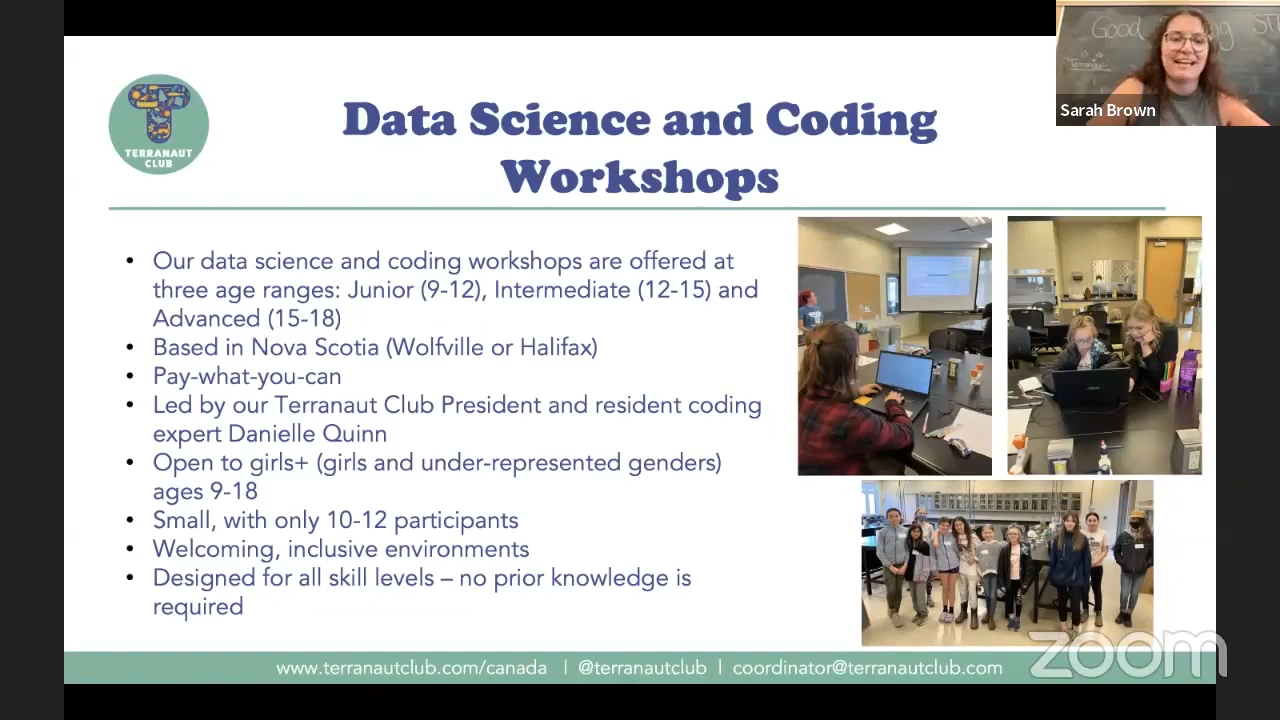 Good
Terranaut
Sarah Brown
TERRANAUT
CLUB
Data Science and Coding
Workshops
• Our data science and coding workshops are offered at
three age ranges: Junior (9-12), Intermediate (12-15) and
Advanced (15-18)
• Based in Nova Scotia (Wolfville or Halifax)
• Pay-what-you-can
• Led by our Terranaut Club President and resident coding
expert Danielle Quinn
• Open to girls+ (girls and under-represented genders)
ages 9-18
• Small, with only 10-12 participants
• Welcoming, inclusive environments
• Designed for all skill levels – no prior knowledge is
required
www.terranautclub.com/canada | @terranautclub | coordinator@terranautclub.com
zoom